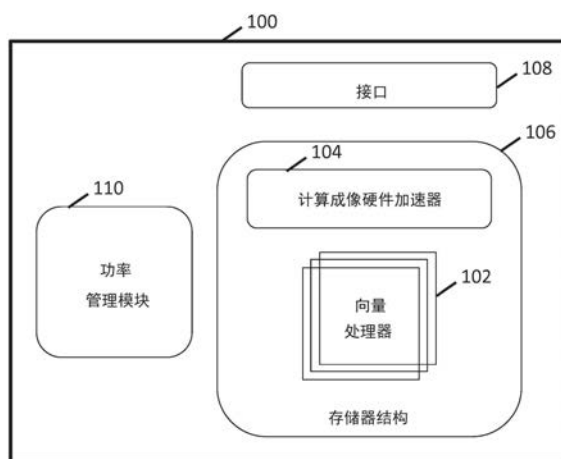 100
108
接口
106
104
计算成像硬件加速器
110
功率
管理模块
102
向量
处理器
存储器结构